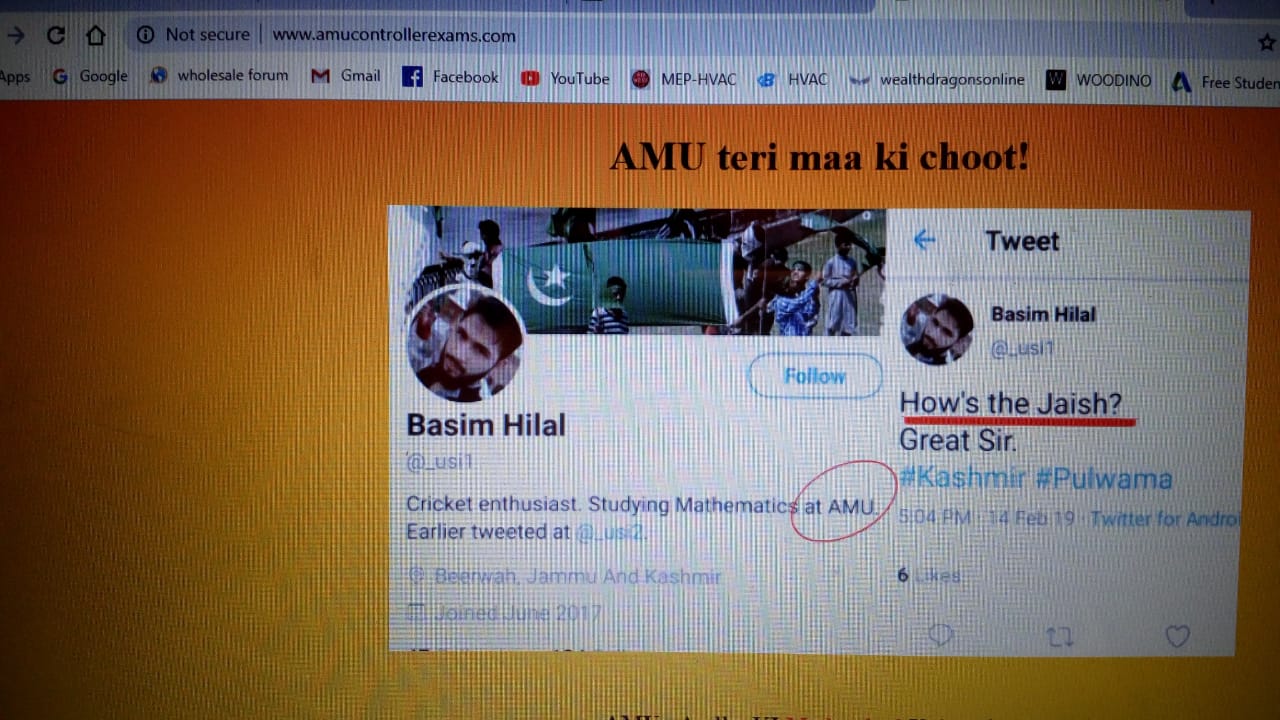 Not secure | www.amucontrollerexams.com
Apps Google wholesale forum Gmail Facebook YouTube MEP-HVAC HVAC wealthdragonsonline WOODINO Free Studen
AMU teri maa ki choot!
Follow
Basim Hilal
@_usi1
Cricket enthusiast. Studying Mathematics at AMU.
Earlier tweeted at @_usi2.
Beerwah, Jammu And Kashmir
Joined June 2017
Tweet
Basim Hilal
@_usi1
How's the Jaish?
Great Sir.
#Kashmir #Pulwama
5:04 PM · 14 Feb 19 · Twitter for Androi
6 Likes